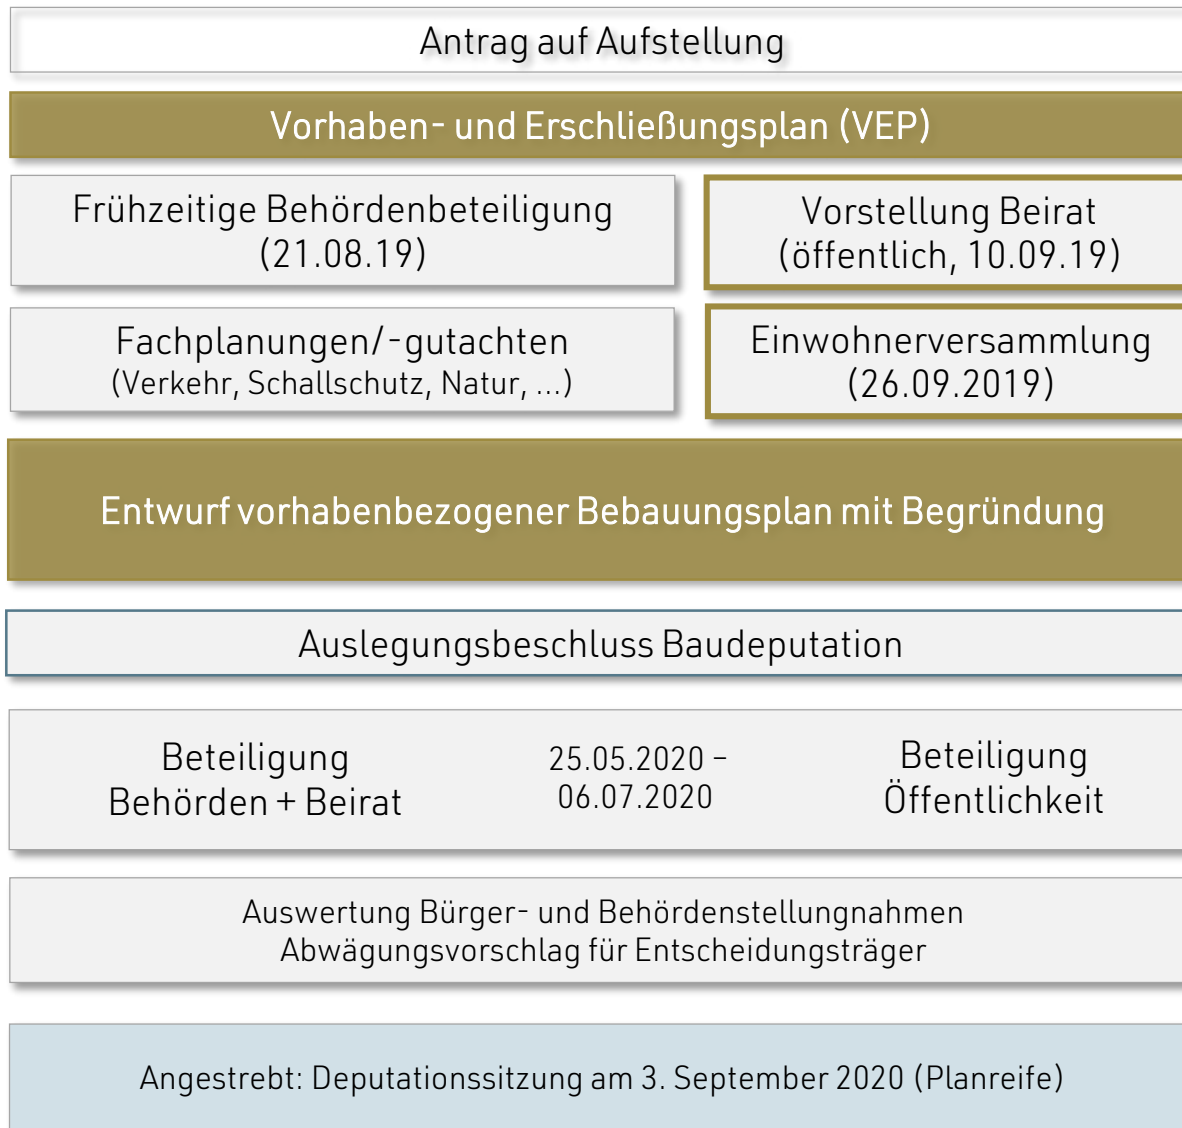 Antrag auf Aufstellung
Vorhaben- und Erschließungsplan (VEP)
Frühzeitige Behördenbeteiligung
(21.08.19)
Vorstellung Beirat
(öffentlich, 10.09.19)
Fachplanungen/-gutachten
(Verkehr, Schallschutz, Natur, ...)
Einwohnerversammlung
(26.09.2019)
Entwurf vorhabenbezogener Bebauungsplan mit Begründung
Auslegungsbeschluss Baudeputation
Beteiligung
Behörden + Beirat
25.05.2020 –
06.07.2020
Beteiligung
Öffentlichkeit
Auswertung Bürger- und Behördenstellungnahmen
Abwägungsvorschlag für Entscheidungsträger
Angestrebt: Deputationssitzung am 3. September 2020 (Planreife)